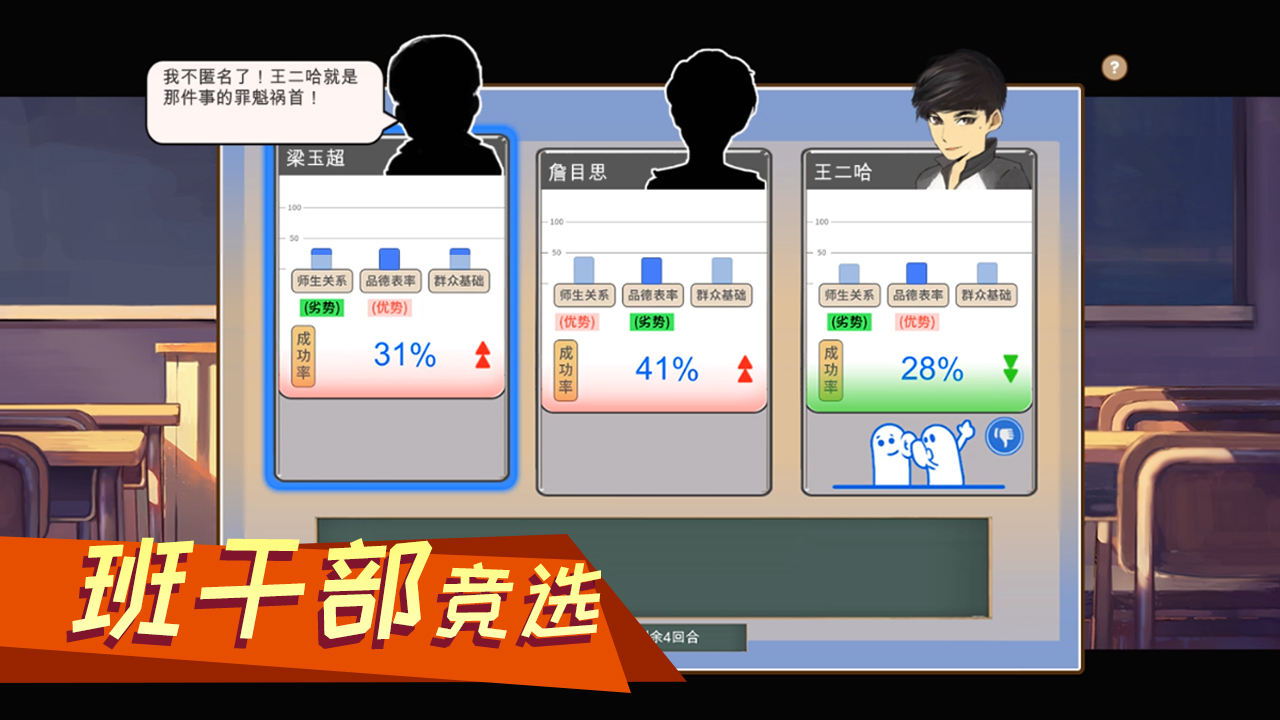 我不匿名了！王二哈就是
那件事的罪魁祸首！
?
梁玉超
100
50
师生关系 品德表率 群众基础
(劣势) (优势)
成功率
31%
詹目思
100
50
师生关系 品德表率 群众基础
(优势) (劣势)
成功率
41%
王二哈
100
50
师生关系 品德表率 群众基础
(劣势) (优势)
成功率
28%
余4回合
班干部竞选